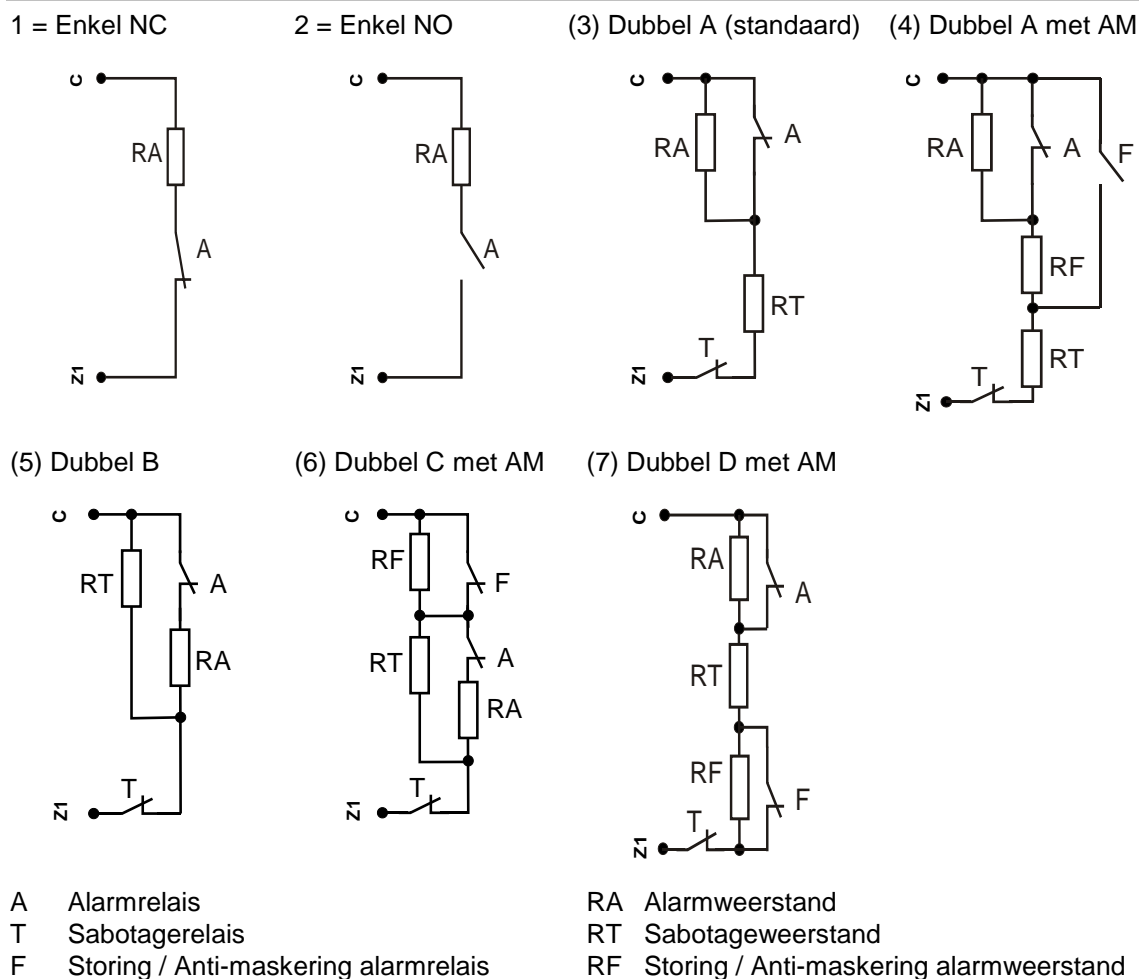 1 = Enkel NC
2 = Enkel NO
(3) Dubbel A (standaard)
(4) Dubbel A met AM
C
RA
A
Z1
C
RA
A
Z1
C
RA
A
RT
T
Z1
C
RA
A
F
RF
RT
T
Z1
(5) Dubbel B
(6) Dubbel C met AM
(7) Dubbel D met AM
C
RT
A
RA
T
Z1
C
RF
F
RT
A
RA
T
Z1
C
RA
A
RT
RF
F
T
Z1
A Alarmrelais
T Sabotagerelais
F Storing / Anti-maskering alarmrelais
RA Alarmweerstand
RT Sabotageweerstand
RF Storing / Anti-maskering alarmweerstand